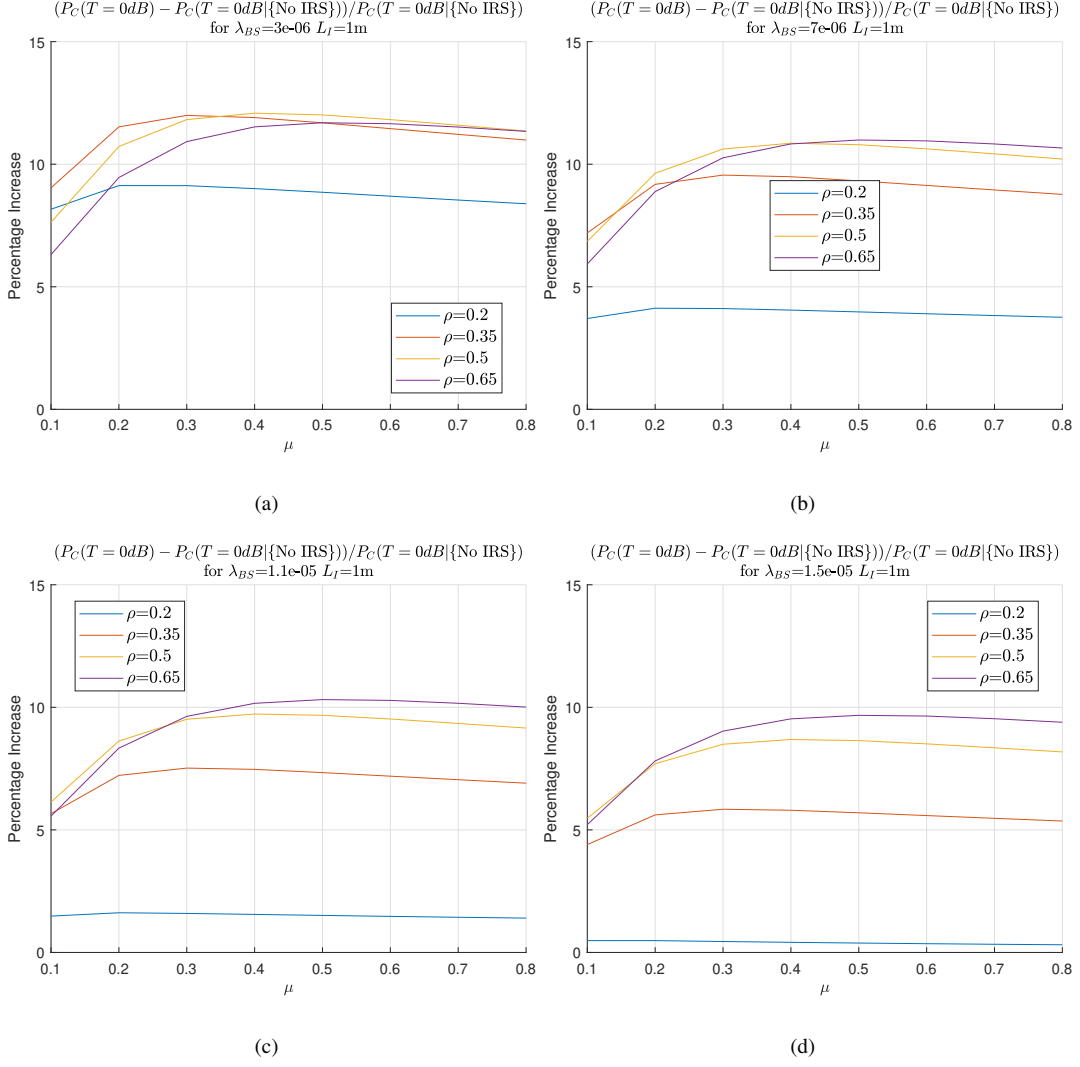 (P_C(T = 0dB) − P_C(T = 0dB|{No IRS}))/P_C(T = 0dB|{No IRS})
for λ_BS=3e-06 L_I=1m
Percentage Increase
15
10
5
0
0.1 0.2 0.3 0.4 0.5 0.6 0.7 0.8
μ
ρ=0.2
ρ=0.35
ρ=0.5
ρ=0.65
(a)
(P_C(T = 0dB) − P_C(T = 0dB|{No IRS}))/P_C(T = 0dB|{No IRS})
for λ_BS=7e-06 L_I=1m
Percentage Increase
15
10
5
0
0.1 0.2 0.3 0.4 0.5 0.6 0.7 0.8
μ
ρ=0.2
ρ=0.35
ρ=0.5
ρ=0.65
(b)
(P_C(T = 0dB) − P_C(T = 0dB|{No IRS}))/P_C(T = 0dB|{No IRS})
for λ_BS=1.1e-05 L_I=1m
Percentage Increase
15
10
5
0
0.1 0.2 0.3 0.4 0.5 0.6 0.7 0.8
μ
ρ=0.2
ρ=0.35
ρ=0.5
ρ=0.65
(c)
(P_C(T = 0dB) − P_C(T = 0dB|{No IRS}))/P_C(T = 0dB|{No IRS})
for λ_BS=1.5e-05 L_I=1m
Percentage Increase
15
10
5
0
0.1 0.2 0.3 0.4 0.5 0.6 0.7 0.8
μ
ρ=0.2
ρ=0.35
ρ=0.5
ρ=0.65
(d)